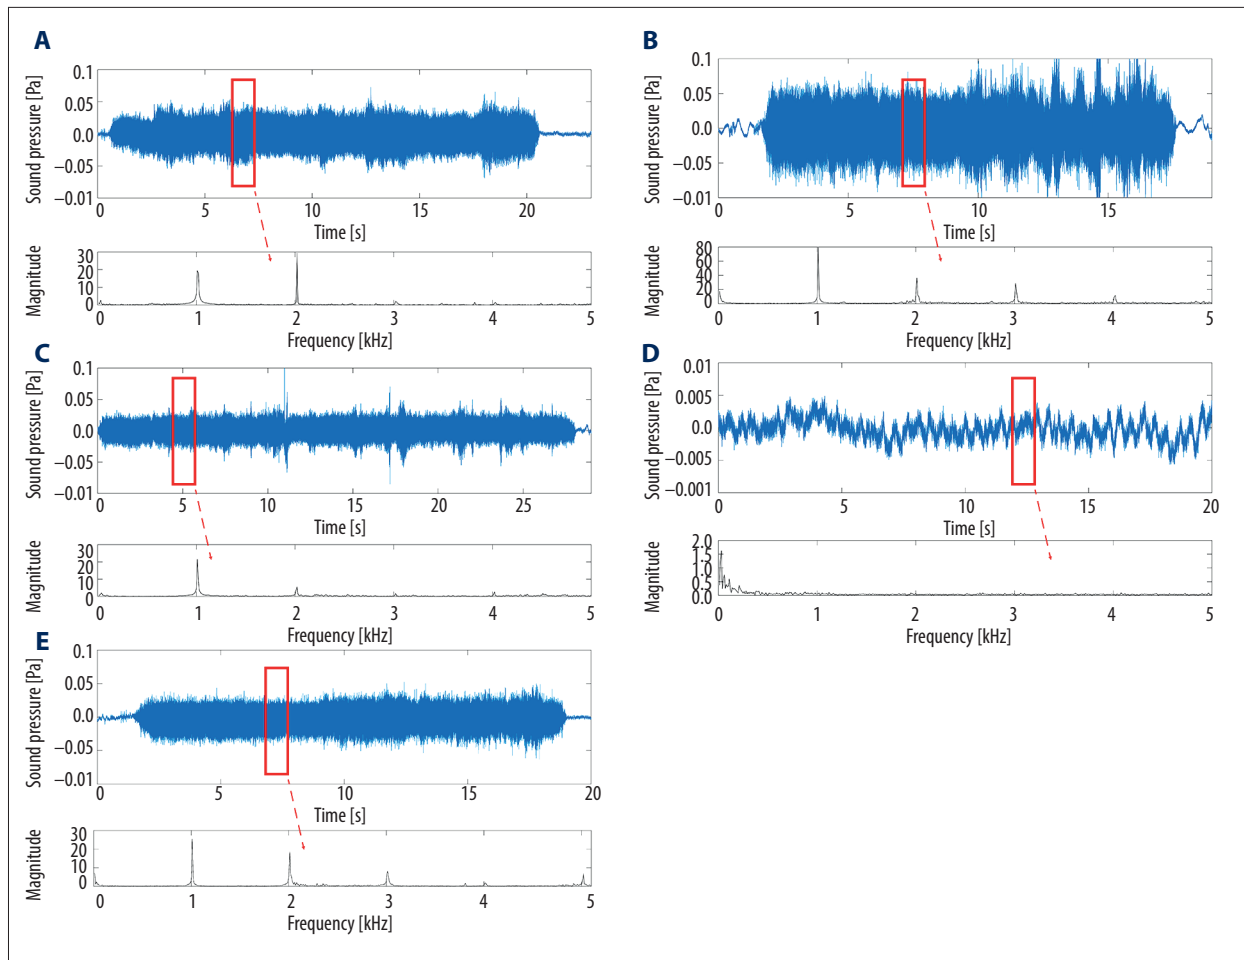 A
Sound pressure [Pa]
0.1
0.05
0.0
−0.05
−0.01
0 5 10 15 20
Time [s]
Magnitude
30
20
10
0
0 1 2 3 4 5
Frequency [kHz]
B
Sound pressure [Pa]
0.1
0.05
0.0
−0.05
−0.01
0 5 10 15
Time [s]
Magnitude
80
60
40
20
0
0 1 2 3 4 5
Frequency [kHz]
C
Sound pressure [Pa]
0.1
0.05
0.0
−0.05
−0.01
0 5 10 15 20 25
Time [s]
Magnitude
30
20
10
0
0 1 2 3 4 5
Frequency [kHz]
D
Sound pressure [Pa]
0.01
0.005
0.0
−0.005
−0.001
0 5 10 15 20
Time [s]
Magnitude
2.0
1.5
1.0
0.5
0.0
0 1 2 3 4 5
Frequency [kHz]
E
Sound pressure [Pa]
0.1
0.05
0.0
−0.05
−0.01
0 5 10 15 20
Time [s]
Magnitude
30
20
10
0
0 1 2 3 4 5
Frequency [kHz]